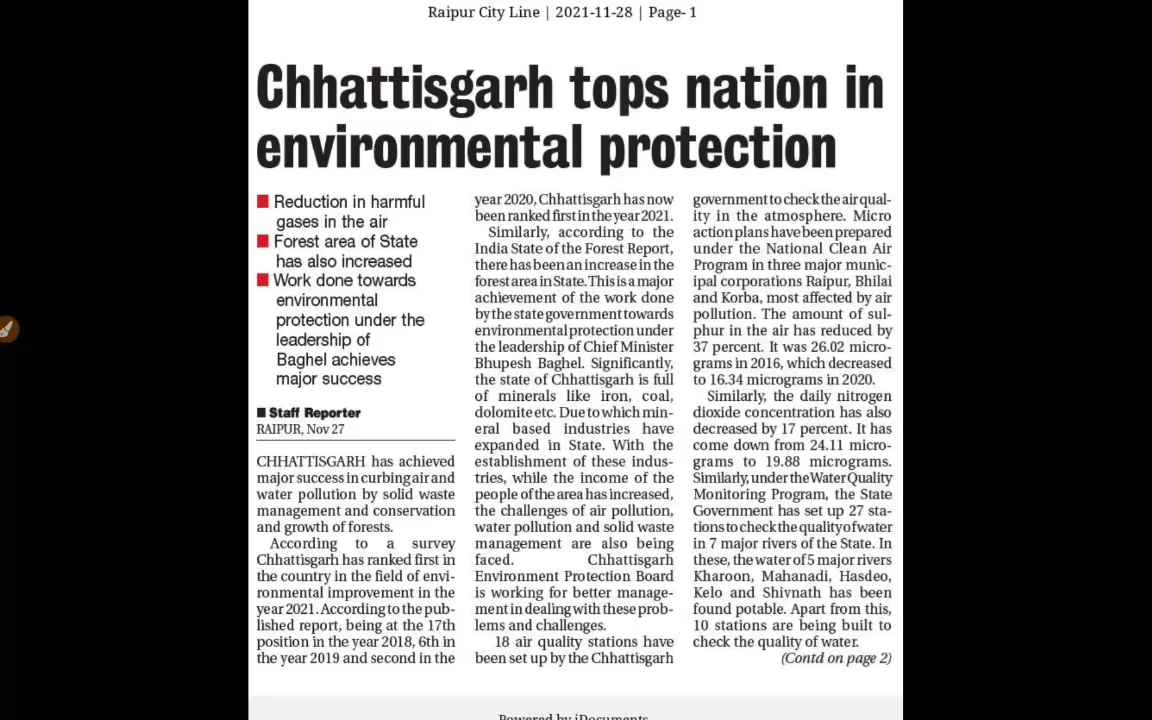 Raipur City Line | 2021-11-28 | Page- 1
Chhattisgarh tops nation in
environmental protection
Reduction in harmful
gases in the air
Forest area of State
has also increased
Work done towards
environmental
protection under the
leadership of
Baghel achieves
major success
Staff Reporter
RAIPUR, Nov 27
CHHATTISGARH has achieved
major success in curbing air and
water pollution by solid waste
management and conservation
and growth of forests.
According to a survey
Chhattisgarh has ranked first in
the country in the field of envi-
ronmental improvement in the
year 2021. According to the pub-
lished report, being at the 17th
position in the year 2018, 6th in
the year 2019 and second in the
year 2020, Chhattisgarh has now
been ranked first in the year 2021.
Similarly, according to the
India State of the Forest Report,
there has been an increase in the
forest area in State. This is a major
achievement of the work done
by the state government towards
environmental protection under
the leadership of Chief Minister
Bhupesh Baghel. Significantly,
the state of Chhattisgarh is full
of minerals like iron, coal,
dolomite etc. Due to which min-
eral based industries have
expanded in State. With the
establishment of these indus-
tries, while the income of the
people of the area has increased,
the challenges of air pollution,
water pollution and solid waste
management are also being
faced. Chhattisgarh
Environment Protection Board
is working for better manage-
ment in dealing with these prob-
lems and challenges.
18 air quality stations have
been set up by the Chhattisgarh
government to check the air qual-
ity in the atmosphere. Micro
action plans have been prepared
under the National Clean Air
Program in three major munic-
ipal corporations Raipur, Bhilai
and Korba, most affected by air
pollution. The amount of sul-
phur in the air has reduced by
37 percent. It was 26.02 micro-
grams in 2016, which decreased
to 16.34 micrograms in 2020.
Similarly, the daily nitrogen
dioxide concentration has also
decreased by 17 percent. It has
come down from 24.11 micro-
grams to 19.88 micrograms.
Similarly, under the Water Quality
Monitoring Program, the State
Government has set up 27 sta-
tions to check the quality of water
in 7 major rivers of the State. In
these, the water of 5 major rivers
Kharoon, Mahanadi, Hasdeo,
Kelo and Shivnath has been
found potable. Apart from this,
10 stations are being built to
check the quality of water.
(Contd on page 2)
Powered by iDocuments